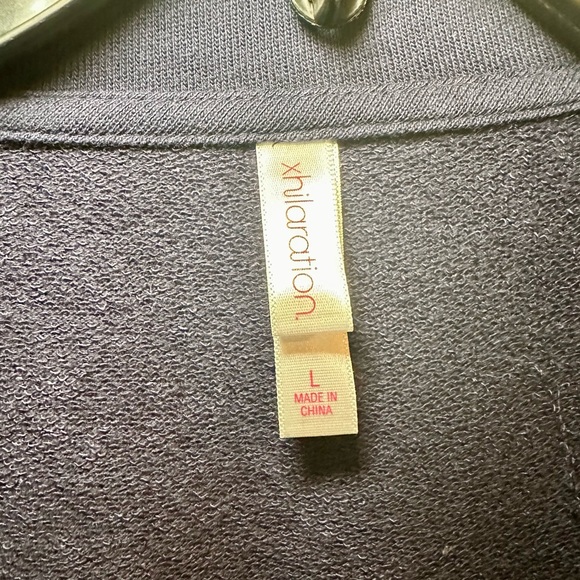 xhilaration.
L
MADE IN
CHINA